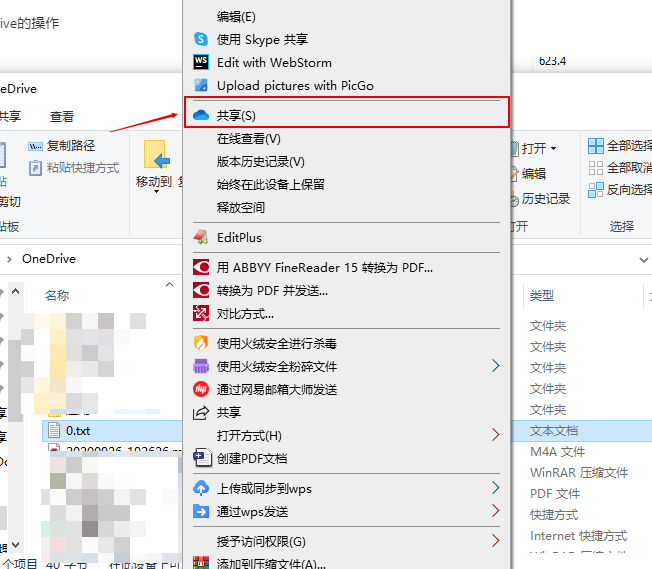 ive的操作
623.4
eDrive
共享 查看
复制路径
粘贴快捷方式
剪切
移动到
打开
编辑
历史记录
全部选择
全部取消
反向选择
选择
OneDrive
名称
类型
编辑(E)
使用 Skype 共享
Edit with WebStorm
Upload pictures with PicGo
共享(S)
在线查看(V)
版本历史记录(V)
始终在此设备上保留
释放空间
EditPlus
用 ABBYY FineReader 15 转换为 PDF...
转换为 PDF 并发送...
对比方式...
使用火绒安全进行杀毒
使用火绒安全粉碎文件
通过网易邮箱大师发送
共享
打开方式(H)
创建PDF文档
上传或同步到wps
通过wps发送
授予访问权限(G)
添加到压缩文件(A)...
0.txt
文件夹
文件夹
文件夹
文件夹
文件夹
文本文档
M4A 文件
WinRAR 压缩文件
PDF 文件
快捷方式
Internet 快捷方式
个项目 40 字节